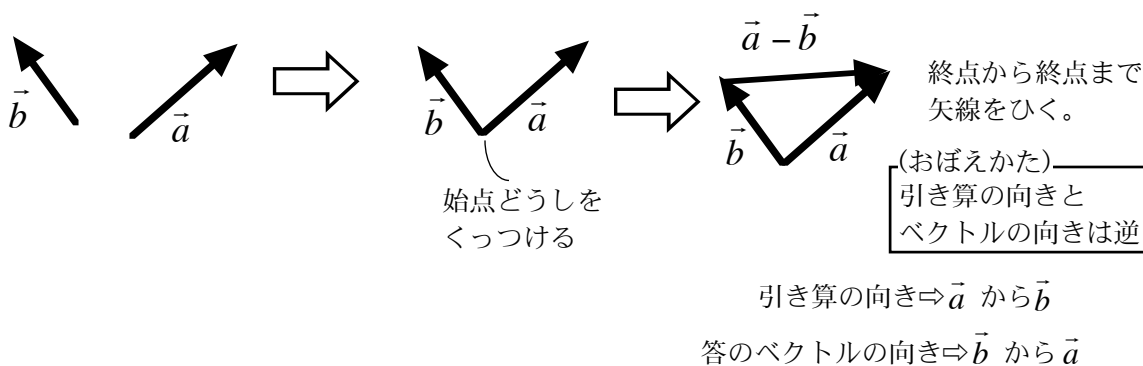 b⃗
a⃗
b⃗
a⃗
始点どうしを
くっつける
a⃗ − b⃗
b⃗
a⃗
終点から終点まで
矢線をひく。
(おぼえかた)
引き算の向きと
ベクトルの向きは逆
引き算の向き⇨a⃗ からb⃗
答のベクトルの向き⇨b⃗ から a⃗